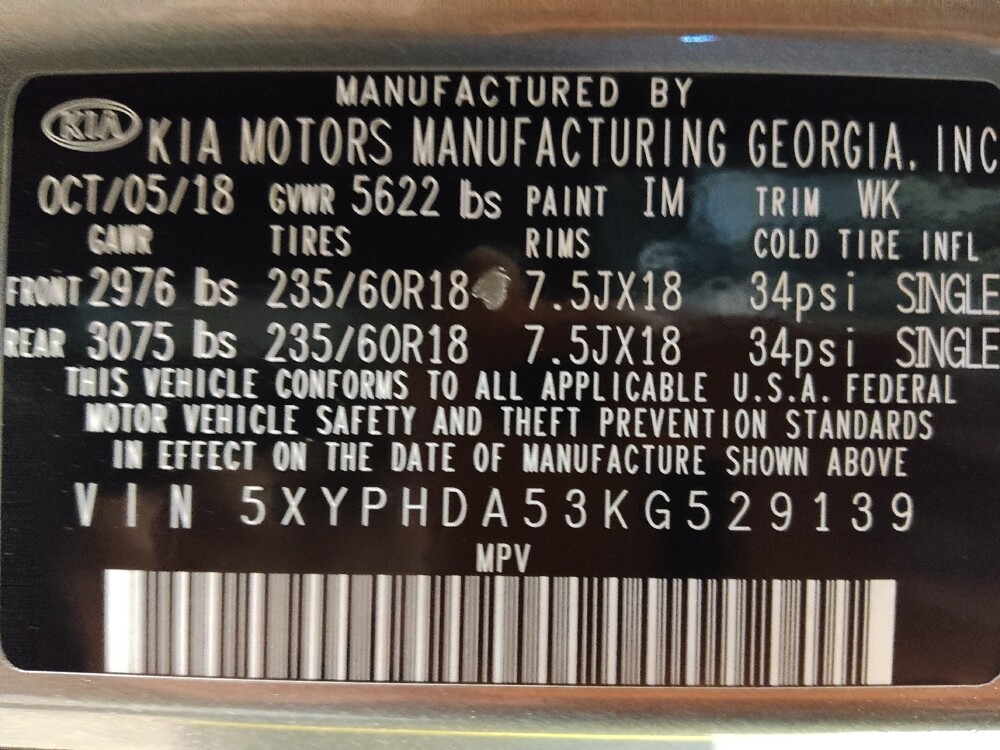 MANUFACTURED BY
KIA KIA MOTORS MANUFACTURING GEORGIA, INC
OCT/05/18 GVWR 5622 lbs PAINT IM TRIM WK
GAWR TIRES RIMS COLD TIRE INFL
FRONT 2976 lbs 235/60R18 7.5JX18 34psi SINGLE
REAR 3075 lbs 235/60R18 7.5JX18 34psi SINGLE
THIS VEHICLE CONFORMS TO ALL APPLICABLE U.S.A. FEDERAL
MOTOR VEHICLE SAFETY AND THEFT PREVENTION STANDARDS
IN EFFECT ON THE DATE OF MANUFACTURE SHOWN ABOVE
VIN 5XYPHDA53KG529139
MPV